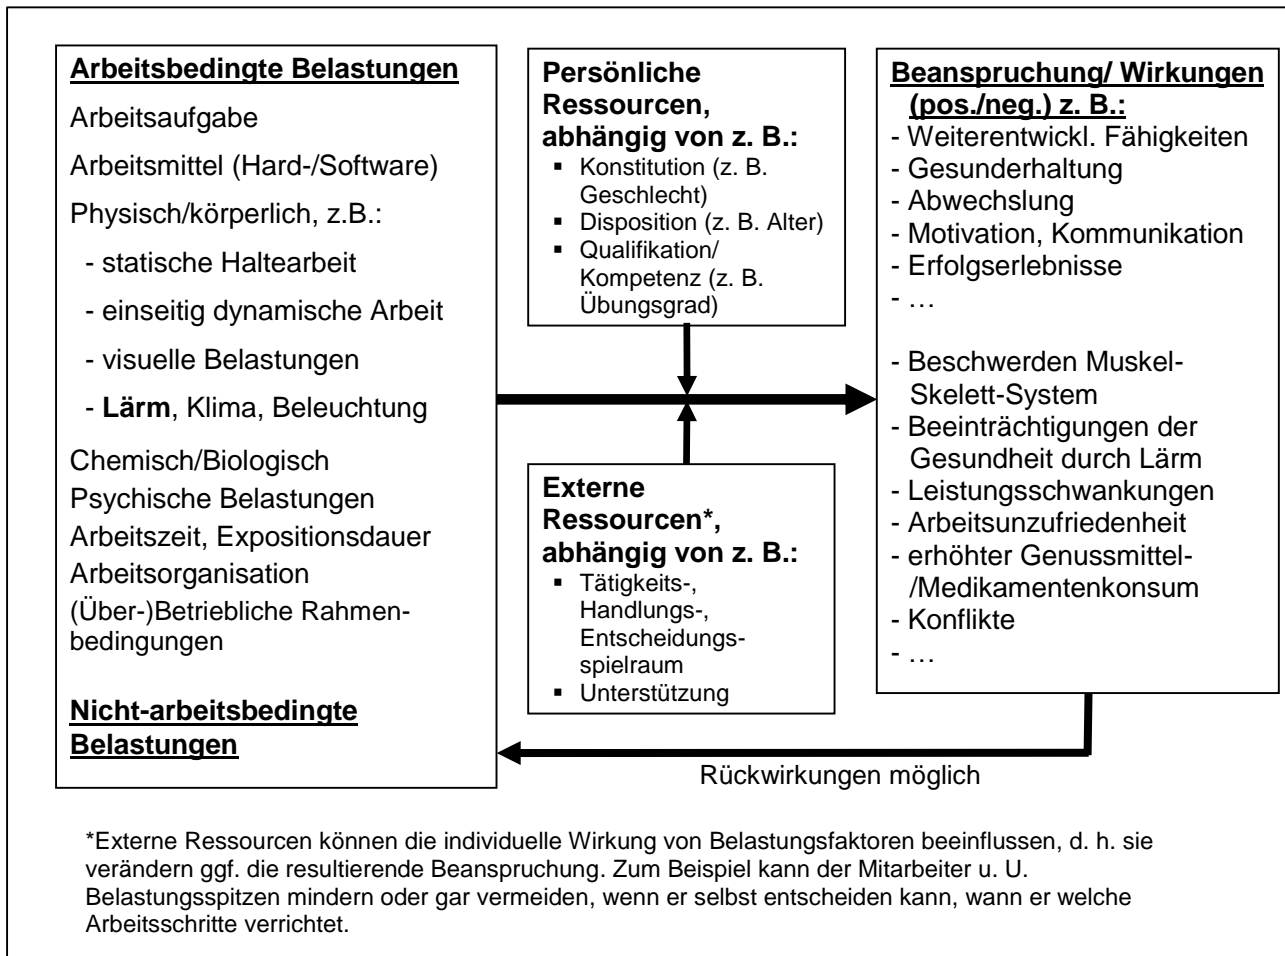 Arbeitsbedingte Belastungen
Arbeitsaufgabe
Arbeitsmittel (Hard-/Software)
Physisch/körperlich, z.B.:
- statische Haltearbeit
- einseitig dynamische Arbeit
- visuelle Belastungen
- Lärm, Klima, Beleuchtung
Chemisch/Biologisch
Psychische Belastungen
Arbeitszeit, Expositionsdauer
Arbeitsorganisation
(Über-)Betriebliche Rahmen-
bedingungen
Nicht-arbeitsbedingte
Belastungen
Persönliche
Ressourcen,
abhängig von z. B.:
▪ Konstitution (z. B.
Geschlecht)
▪ Disposition (z. B. Alter)
▪ Qualifikation/
Kompetenz (z. B.
Übungsgrad)
Externe
Ressourcen*,
abhängig von z. B.:
▪ Tätigkeits-,
Handlungs-,
Entscheidungs-
spielraum
▪ Unterstützung
Beanspruchung/ Wirkungen
(pos./neg.) z. B.:
- Weiterentwickl. Fähigkeiten
- Gesunderhaltung
- Abwechslung
- Motivation, Kommunikation
- Erfolgserlebnisse
- …
- Beschwerden Muskel-
Skelett-System
- Beeinträchtigungen der
Gesundheit durch Lärm
- Leistungsschwankungen
- Arbeitsunzufriedenheit
- erhöhter Genussmittel-
/Medikamentenkonsum
- Konflikte
- …
Rückwirkungen möglich
*Externe Ressourcen können die individuelle Wirkung von Belastungsfaktoren beeinflussen, d. h. sie
verändern ggf. die resultierende Beanspruchung. Zum Beispiel kann der Mitarbeiter u. U.
Belastungsspitzen mindern oder gar vermeiden, wenn er selbst entscheiden kann, wann er welche
Arbeitsschritte verrichtet.